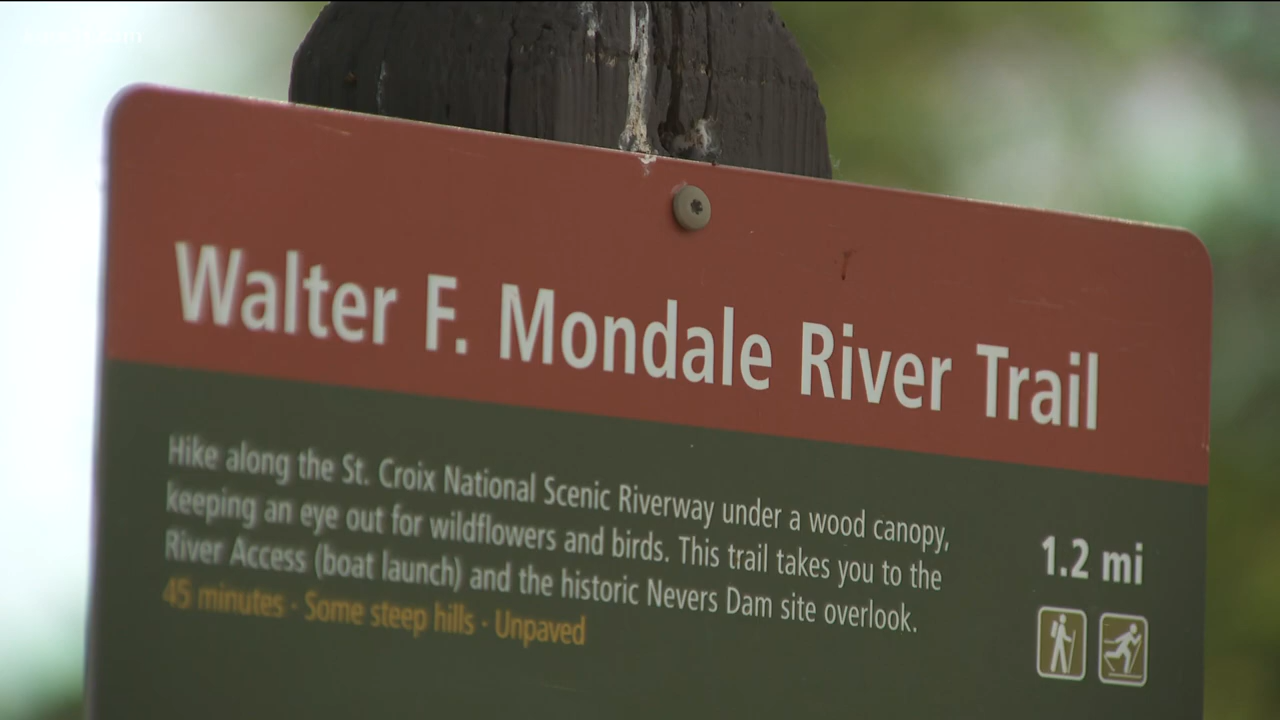 Walter F. Mondale River Trail
Hike along the St. Croix National Scenic Riverway under a wood canopy,
keeping an eye out for wildflowers and birds. This trail takes you to the
River Access (boat launch) and the historic Nevers Dam site overlook.
45 minutes · Some steep hills · Unpaved
1.2 mi